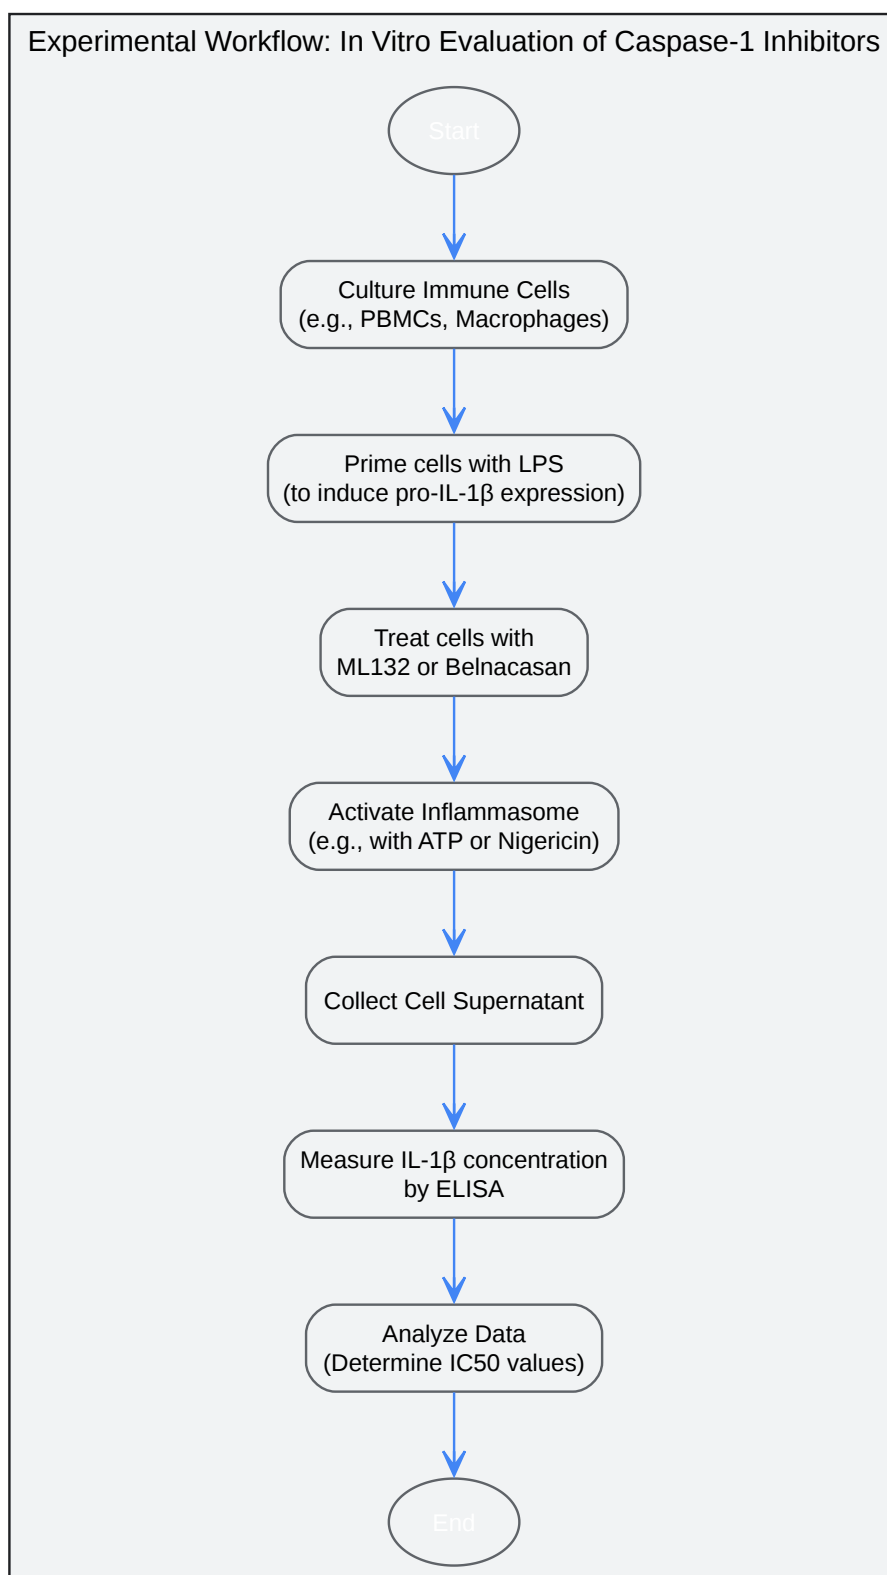 Experimental Workflow: In Vitro Evaluation of Caspase-1 Inhibitors
Start
Culture Immune Cells
(e.g., PBMCs, Macrophages)
Prime cells with LPS
(to induce pro-IL-1β expression)
Treat cells with
ML132 or Belnacasan
Activate Inflammasome
(e.g., with ATP or Nigericin)
Collect Cell Supernatant
Measure IL-1β concentration
by ELISA
Analyze Data
(Determine IC50 values)
End